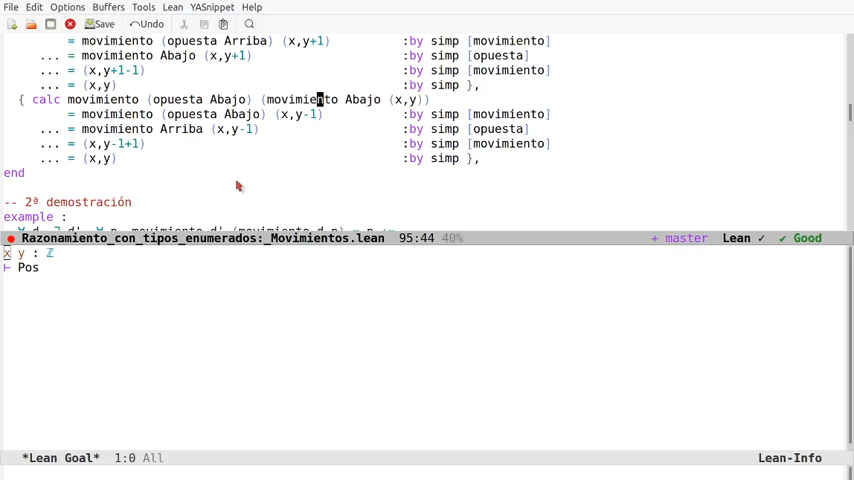 File Edit Options Buffers Tools Lean YASnippet Help
Save Undo
= movimiento (opuesta Arriba) (x,y+1) :by simp [movimiento]
... = movimiento Abajo (x,y+1) :by simp [opuesta]
... = (x,y+1-1) :by simp [movimiento]
... = (x,y) :by simp },
{ calc movimiento (opuesta Abajo) (movimiento Abajo (x,y))
= movimiento (opuesta Abajo) (x,y-1) :by simp [movimiento]
... = movimiento Arriba (x,y-1) :by simp [opuesta]
... = (x,y-1+1) :by simp [movimiento]
... = (x,y) :by simp },
end
-- 2ª demostración
example :
∀ d, ∃ d', ∀ p, movimiento d' (movimiento d p) = p :=
Razonamiento_con_tipos_enumerados:_Movimientos.lean 95:44 40% + master Lean ✓ ✔ Good
x y : ℤ
⊢ Pos
*Lean Goal* 1:0 All Lean-Info